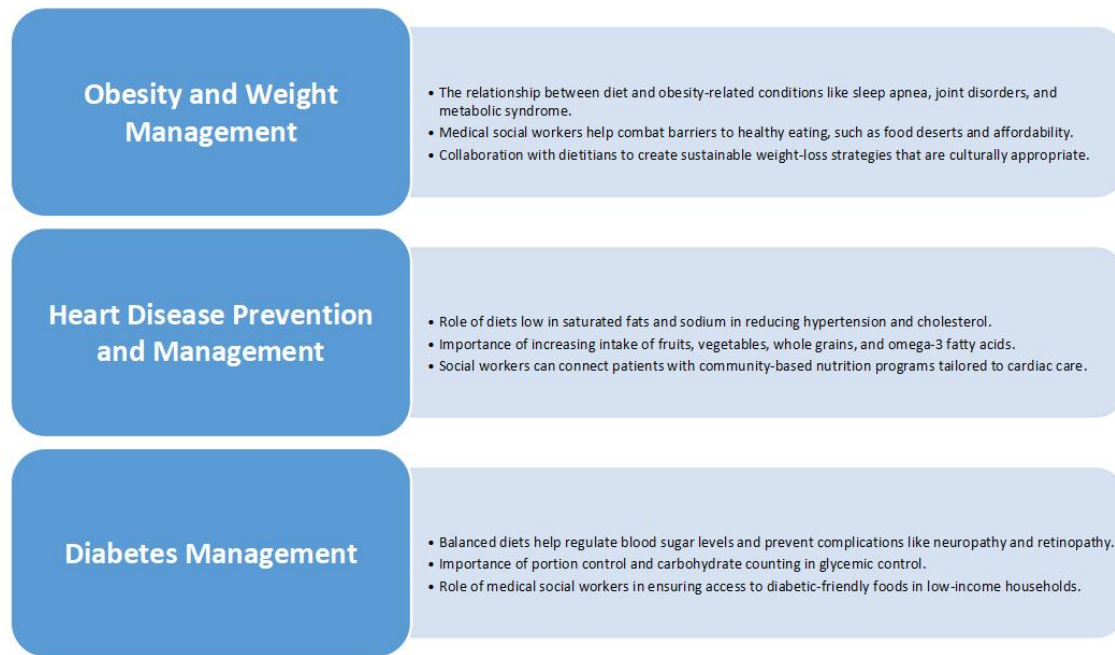 Obesity and Weight
Management
• The relationship between diet and obesity-related conditions like sleep apnea, joint disorders, and
metabolic syndrome.
• Medical social workers help combat barriers to healthy eating, such as food deserts and affordability.
• Collaboration with dietitians to create sustainable weight-loss strategies that are culturally appropriate.
Heart Disease Prevention
and Management
• Role of diets low in saturated fats and sodium in reducing hypertension and cholesterol.
• Importance of increasing intake of fruits, vegetables, whole grains, and omega-3 fatty acids.
• Social workers can connect patients with community-based nutrition programs tailored to cardiac care.
Diabetes Management
• Balanced diets help regulate blood sugar levels and prevent complications like neuropathy and retinopathy.
• Importance of portion control and carbohydrate counting in glycemic control.
• Role of medical social workers in ensuring access to diabetic-friendly foods in low-income households.